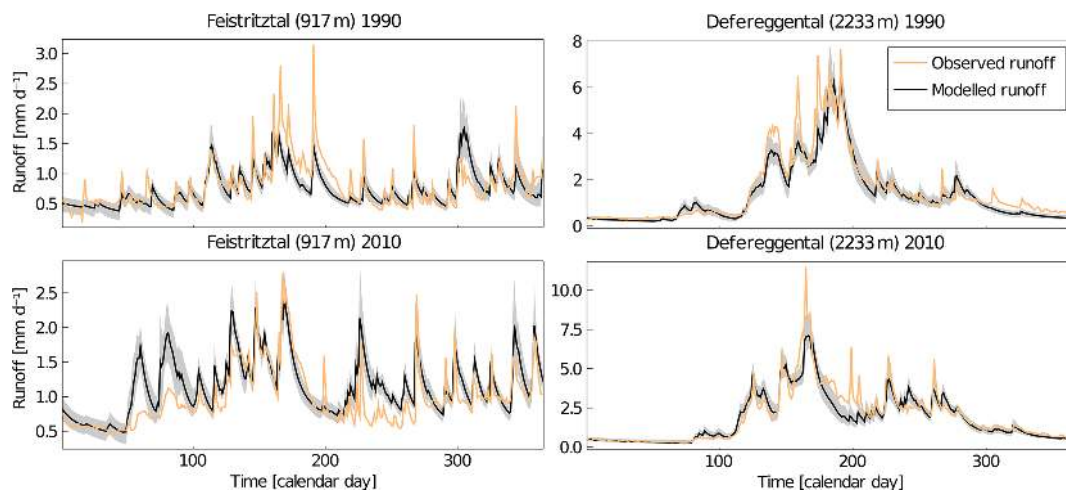 Feistritztal (917 m) 1990
Defereggental (2233 m) 1990
Runoff [mm d⁻¹]
3.0
2.5
2.0
1.5
1.0
0.5
8
6
4
2
0
Observed runoff
Modelled runoff
Feistritztal (917 m) 2010
Defereggental (2233 m) 2010
Runoff [mm d⁻¹]
2.5
2.0
1.5
1.0
0.5
10.0
7.5
5.0
2.5
0.0
100 200 300
100 200 300
Time [calendar day]
Time [calendar day]